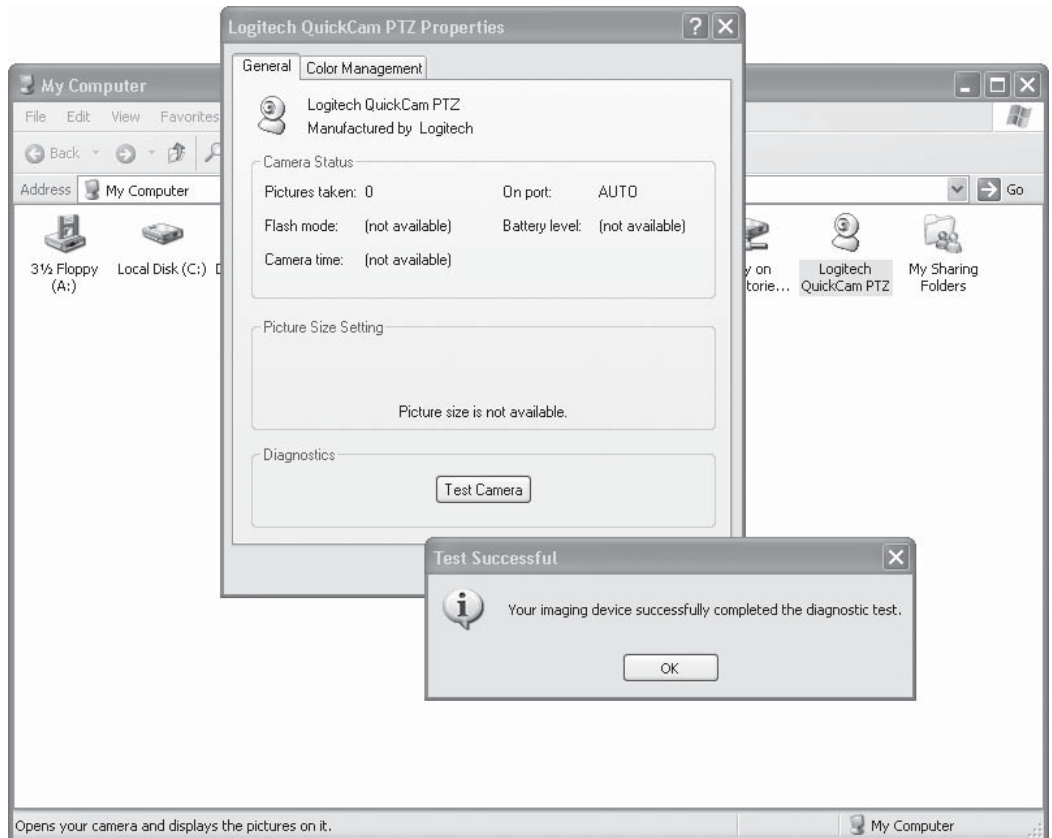 Logitech QuickCam PTZ Properties
General Color Management
Logitech QuickCam PTZ
Manufactured by Logitech
Camera Status
Pictures taken: 0 On port: AUTO
Flash mode: (not available) Battery level: (not available)
Camera time: (not available)
Picture Size Setting
Picture size is not available.
Diagnostics
Test Camera
Test Successful
Your imaging device successfully completed the diagnostic test.
OK
My Computer
File Edit View Favorites
Back
Address My Computer Go
3½ Floppy
(A:)
Local Disk (C:)
y on
torie...
Logitech
QuickCam PTZ
My Sharing
Folders
Opens your camera and displays the pictures on it. My Computer